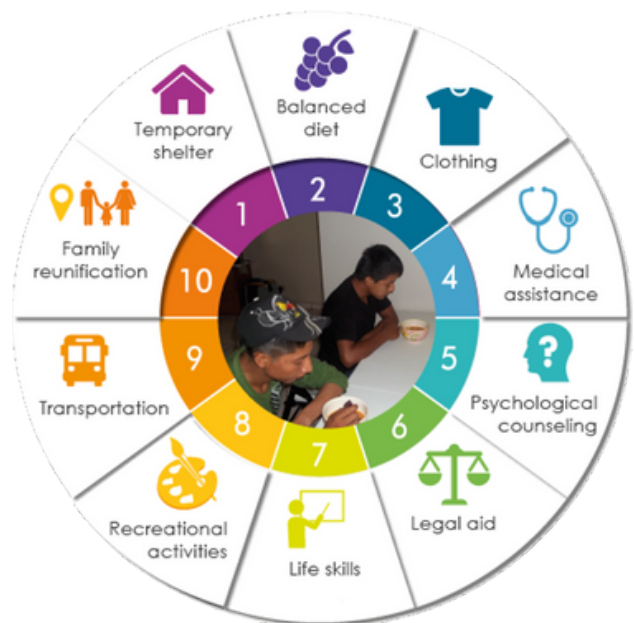 1
Temporary
shelter
2
Balanced
diet
3
Clothing
4
Medical
assistance
5
?
Psychological
counseling
6
Legal aid
7
Life skills
8
Recreational
activities
9
Transportation
10
Family
reunification